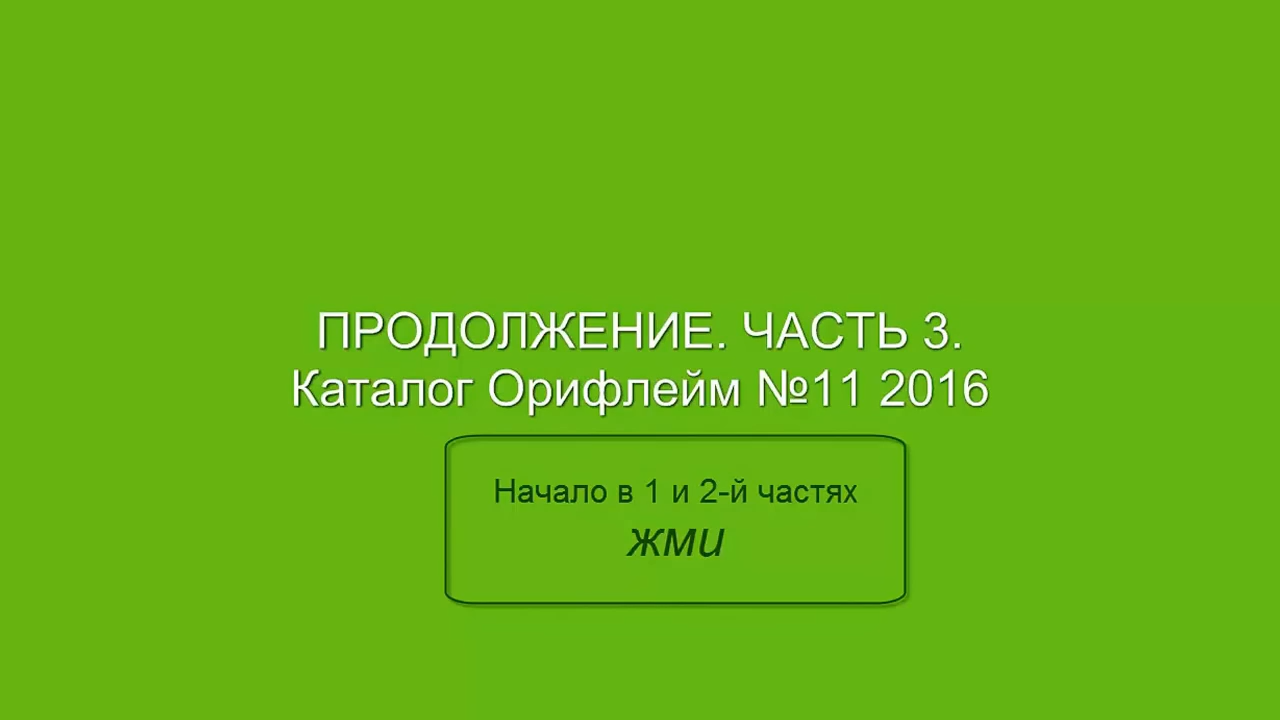 ПРОДОЛЖЕНИЕ. ЧАСТЬ 3.
Каталог Орифлейм №11 2016
Начало в 1 и 2-й частях
жми